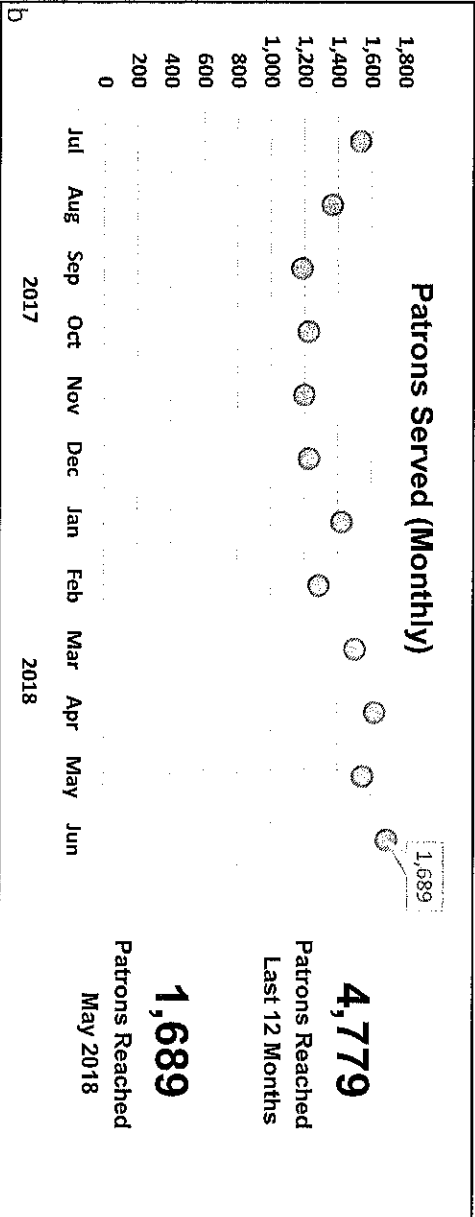 Patrons Served (Monthly)
1,800
1,600
1,400
1,200
1,000
800
600
400
200
0
1,689
Jul Aug Sep Oct Nov Dec Jan Feb Mar Apr May Jun
2017 2018
4,779
Patrons Reached
Last 12 Months
1,689
Patrons Reached
May 2018
b